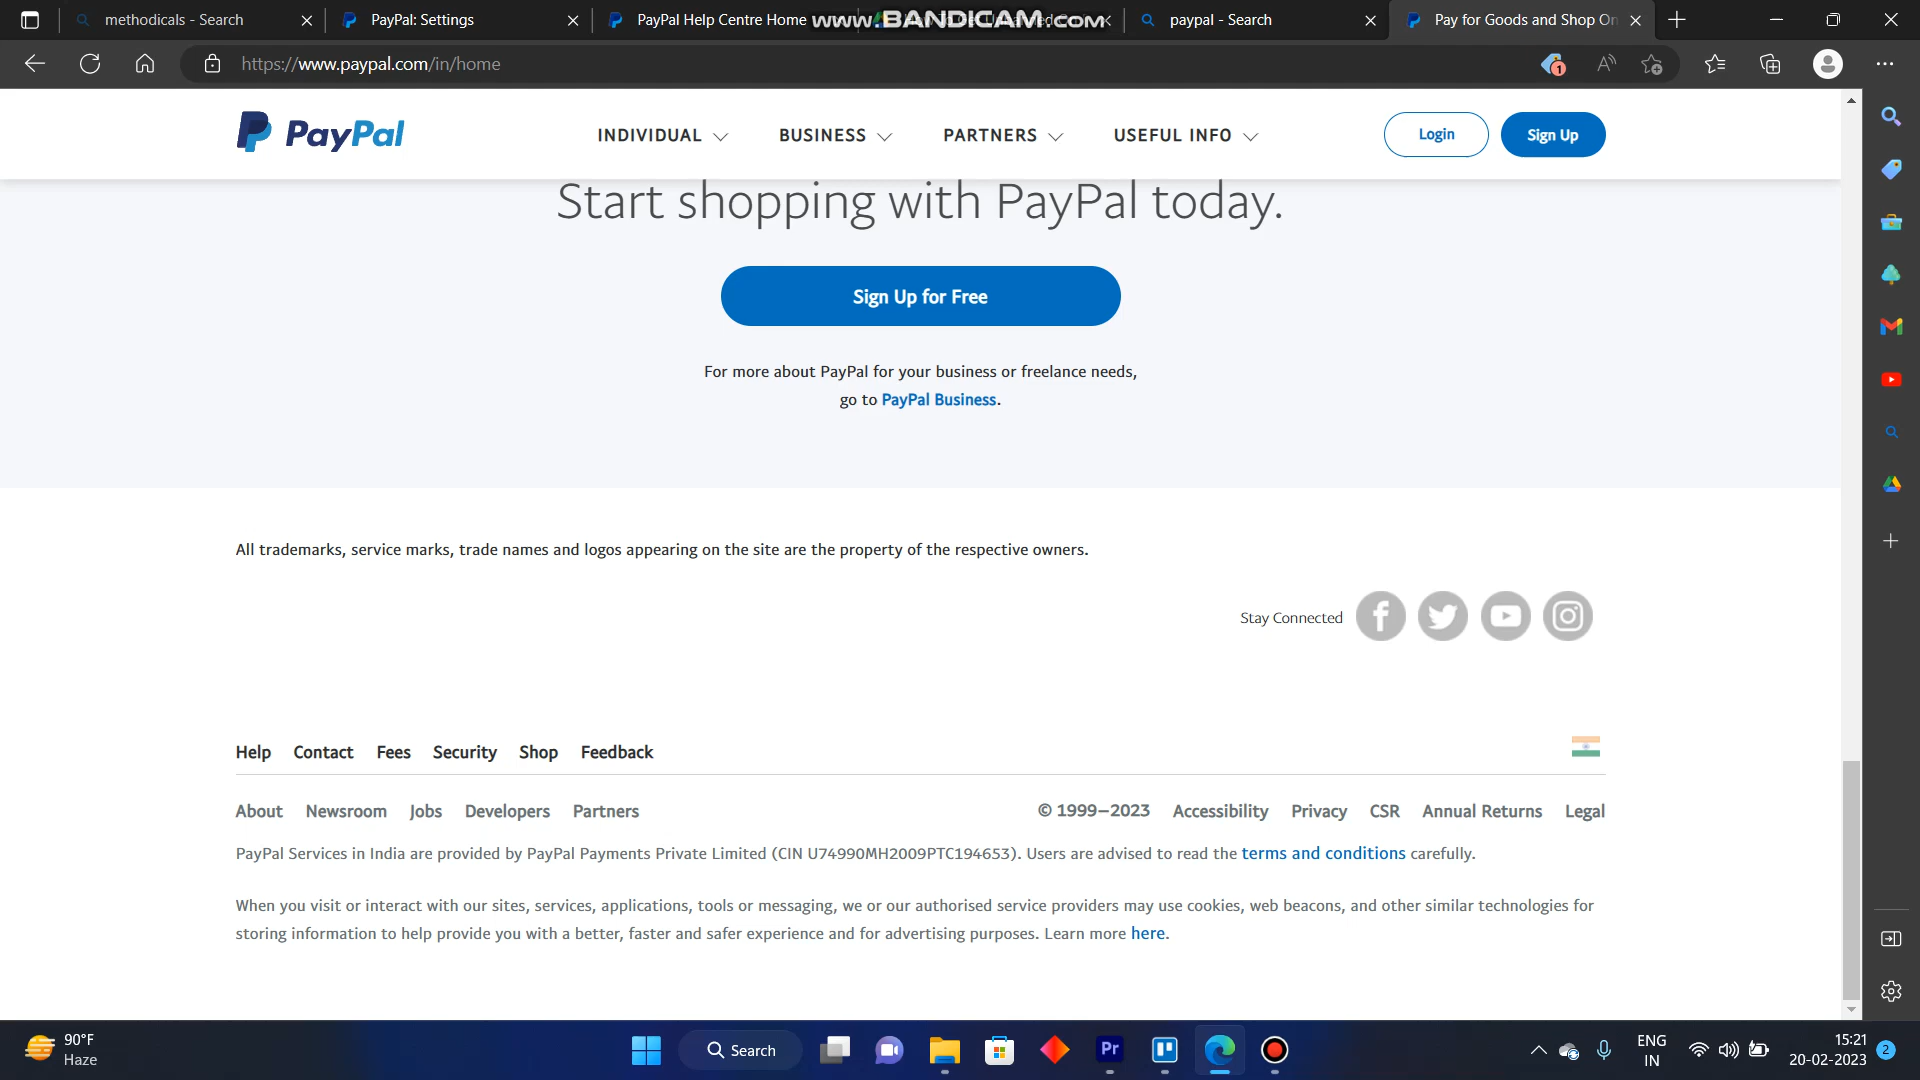 methodicals - Search
PayPal: Settings
PayPal Help Centre Home
www.BANDICAM.com
paypal - Search
Pay for Goods and Shop On
https://www.paypal.com/in/home
1
PayPal
INDIVIDUAL
BUSINESS
PARTNERS
USEFUL INFO
Login
Sign Up
Start shopping with PayPal today.
Sign Up for Free
For more about PayPal for your business or freelance needs,
go to PayPal Business.
All trademarks, service marks, trade names and logos appearing on the site are the property of the respective owners.
Stay Connected
Help Contact Fees Security Shop Feedback
About Newsroom Jobs Developers Partners
© 1999–2023 Accessibility Privacy CSR Annual Returns Legal
PayPal Services in India are provided by PayPal Payments Private Limited (CIN U74990MH2009PTC194653). Users are advised to read the terms and conditions carefully.
When you visit or interact with our sites, services, applications, tools or messaging, we or our authorised service providers may use cookies, web beacons, and other similar technologies for
storing information to help provide you with a better, faster and safer experience and for advertising purposes. Learn more here.
90°F
Haze
Search
Pr
ENG
IN
15:21
20-02-2023
2